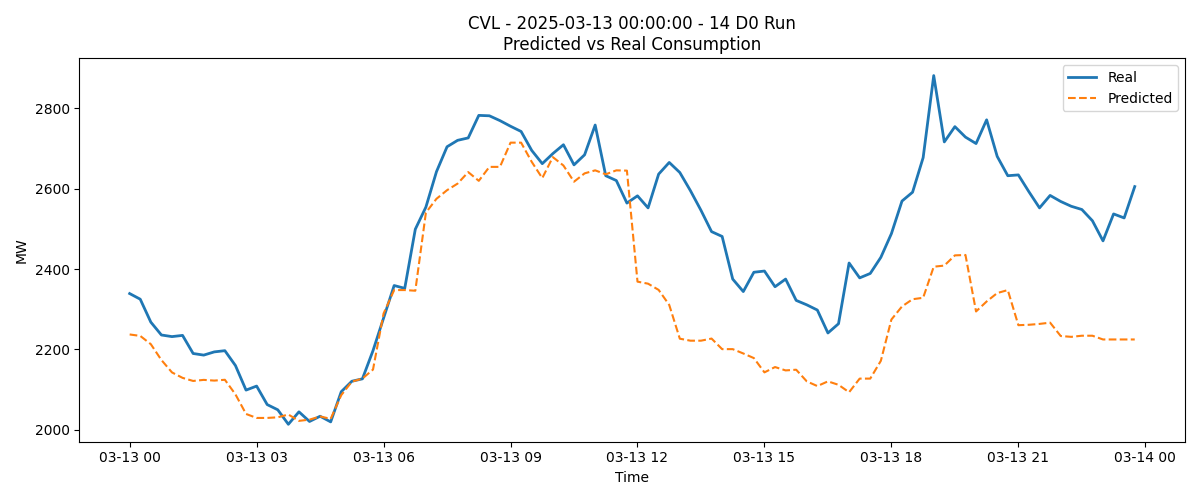 CVL - 2025-03-13 00:00:00 - 14 D0 Run
Predicted vs Real Consumption
Real
Predicted
MW
2800
2600
2400
2200
2000
03-13 00
03-13 03
03-13 06
03-13 09
03-13 12
03-13 15
03-13 18
03-13 21
03-14 00
Time